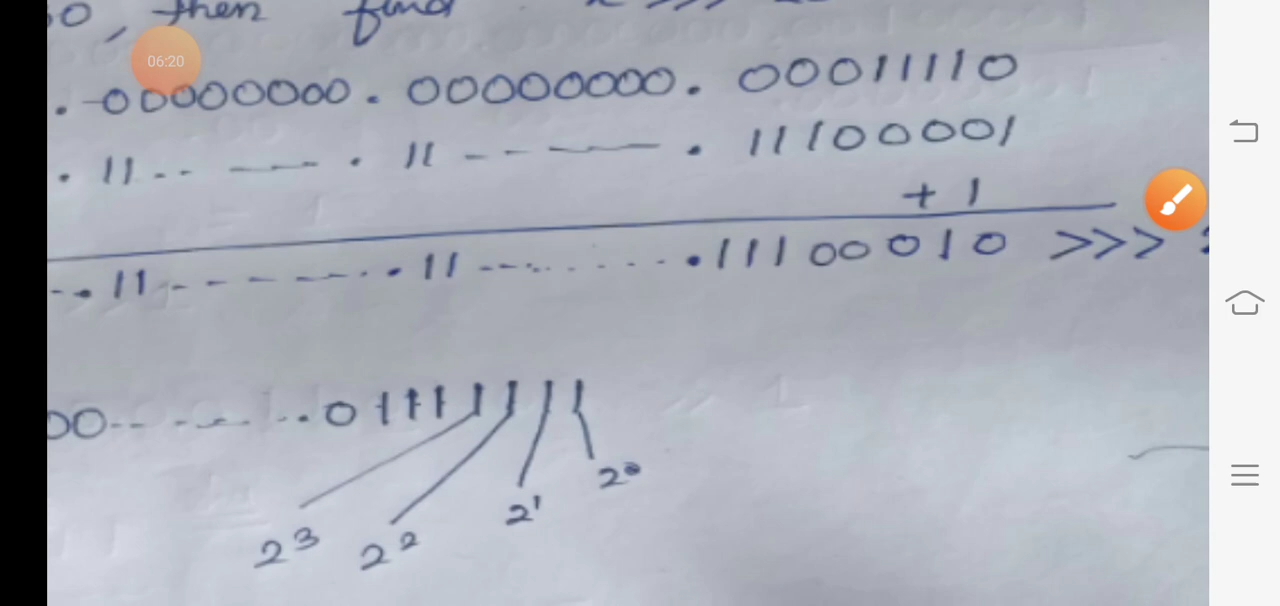 0, then find >>>
06:20
. 00000000 . 00000000 . 00011110
. 11.. ---- . 11 ------ . 11100001
+ 1
--. 11 -------- . 11 --------- . 11100010 >>>
00-- - -- - ..011111111
2⁰
2¹
2³ 2²